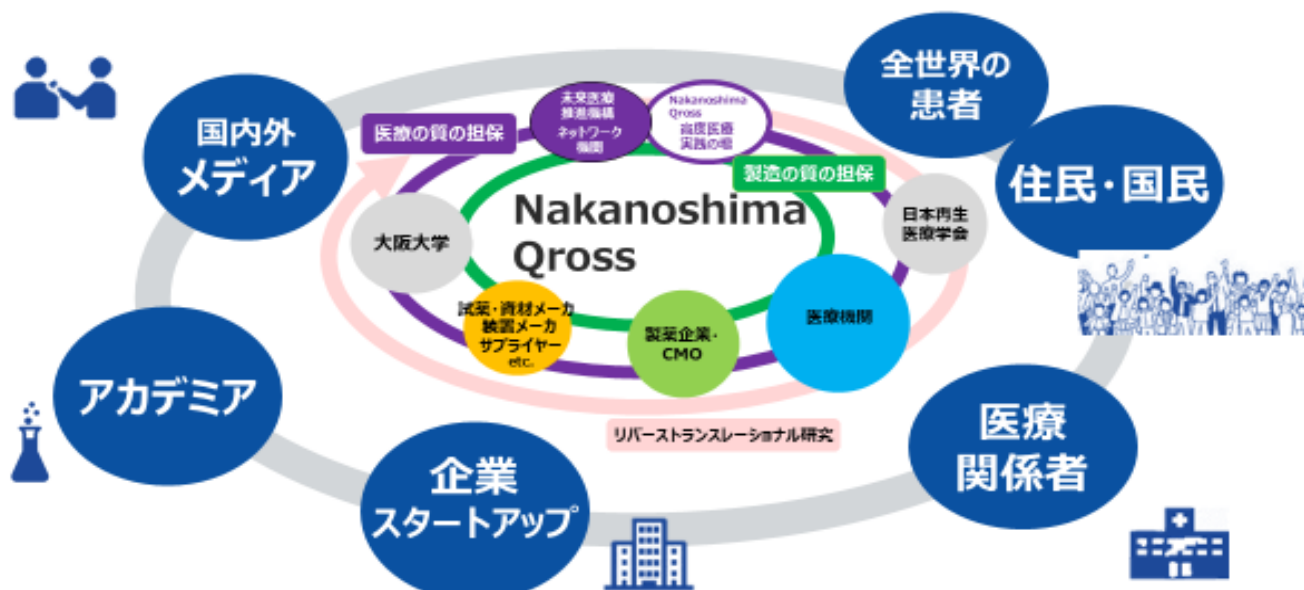 全世界の
患者
国内外
メディア
未来医療
推進機構
ネットワーク
機関
Nakanoshima
Qross
高度医療
実践の場
医療の質の担保
製造の質の担保
住民・国民
Nakanoshima
Qross
大阪大学
日本再生
医療学会
試薬・資材メーカ
装置メーカ
サプライヤー
etc.
製薬企業・
CMO
医療機関
アカデミア
リバーストランスレーショナル研究
医療
関係者
企業
スタートアップ